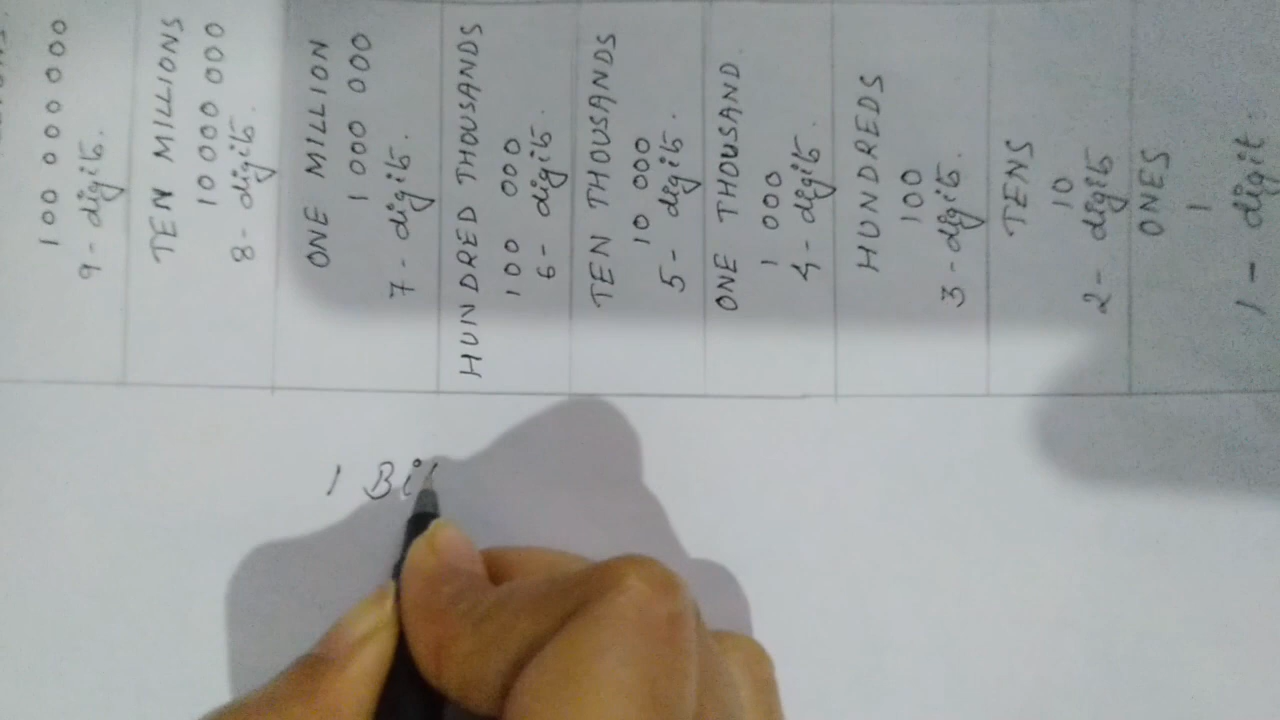 100 000 000
9 - digits.
TEN MILLIONS
10 000 000
8 - digits.
ONE MILLION
1 000 000
7 - digits.
HUNDRED THOUSANDS
100 000
6 - digits.
TEN THOUSANDS
10 000
5 - digits.
ONE THOUSAND.
1 000
4 - digits.
HUNDREDS
100
3 - digits.
TENS
10
2 - digits
ONES
1
1 - digit.
1 Bil